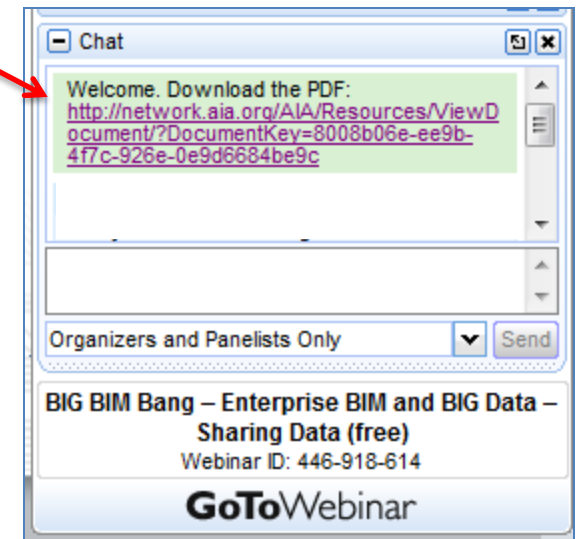 Chat
Welcome. Download the PDF:
http://network.aia.org/AIA/Resources/ViewD
ocument/?DocumentKey=8008b06e-ee9b-
4f7c-926e-0e9d6684be9c
Organizers and Panelists Only
Send
BIG BIM Bang – Enterprise BIM and BIG Data –
Sharing Data (free)
Webinar ID: 446-918-614
GoToWebinar